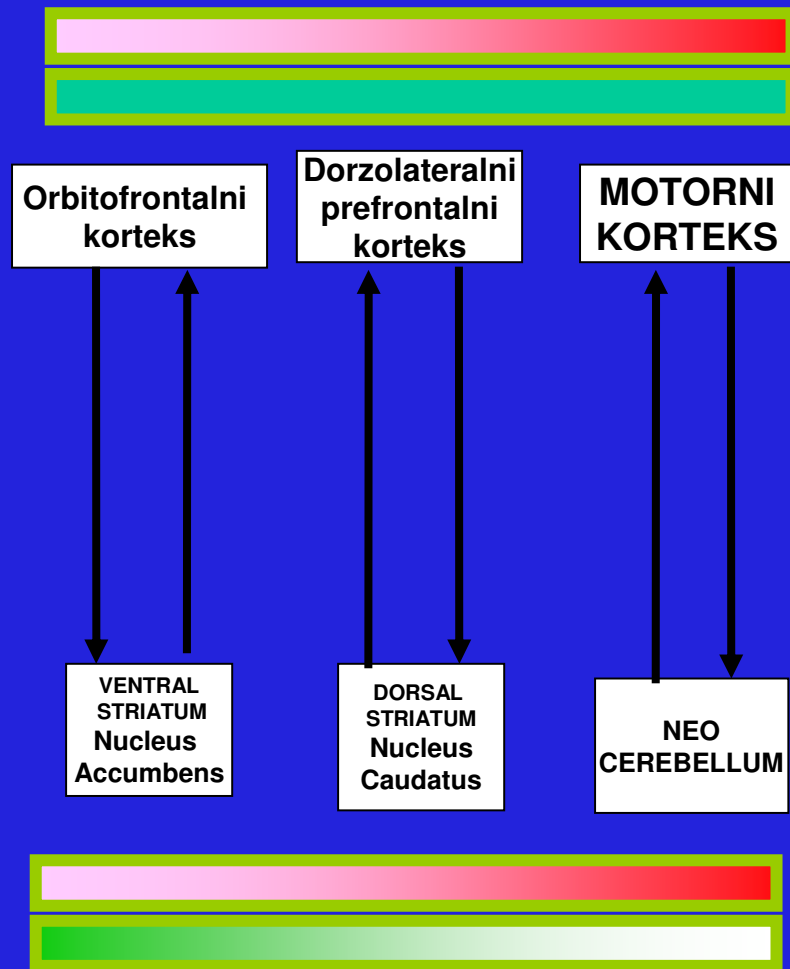 Orbitofrontalni
korteks
Dorzolateralni
prefrontalni
korteks
MOTORNI
KORTEKS
VENTRAL
STRIATUM
Nucleus
Accumbens
DORSAL
STRIATUM
Nucleus
Caudatus
NEO
CEREBELLUM